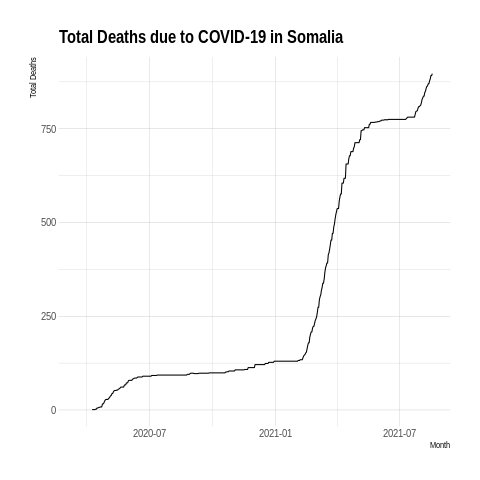 Total Deaths due to COVID-19 in Somalia
Total Deaths
750
500
250
0
2020-07 2021-01 2021-07
Month